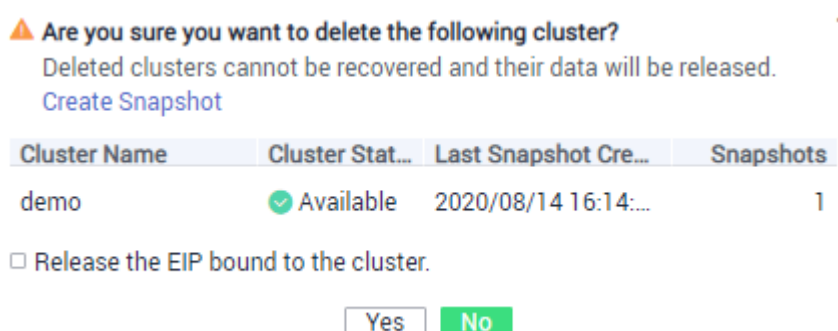 Are you sure you want to delete the following cluster?
Deleted clusters cannot be recovered and their data will be released.
Create Snapshot
Cluster Name Cluster Stat... Last Snapshot Cre... Snapshots
demo Available 2020/08/14 16:14:... 1
Release the EIP bound to the cluster.
Yes No